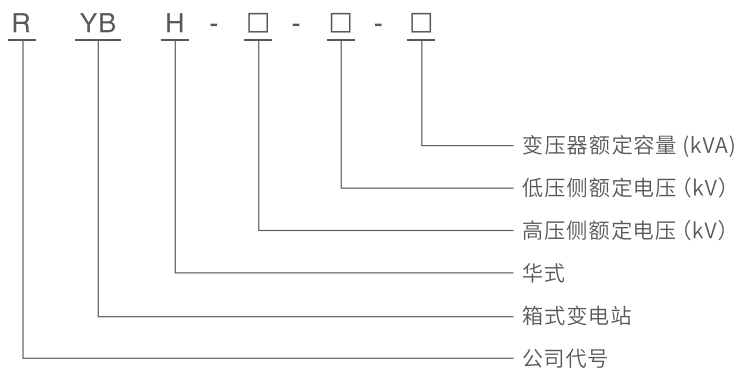 R YB H - □ - □ - □
变压器额定容量 (kVA)
低压侧额定电压（kV）
高压侧额定电压（kV）
华式
箱式变电站
公司代号